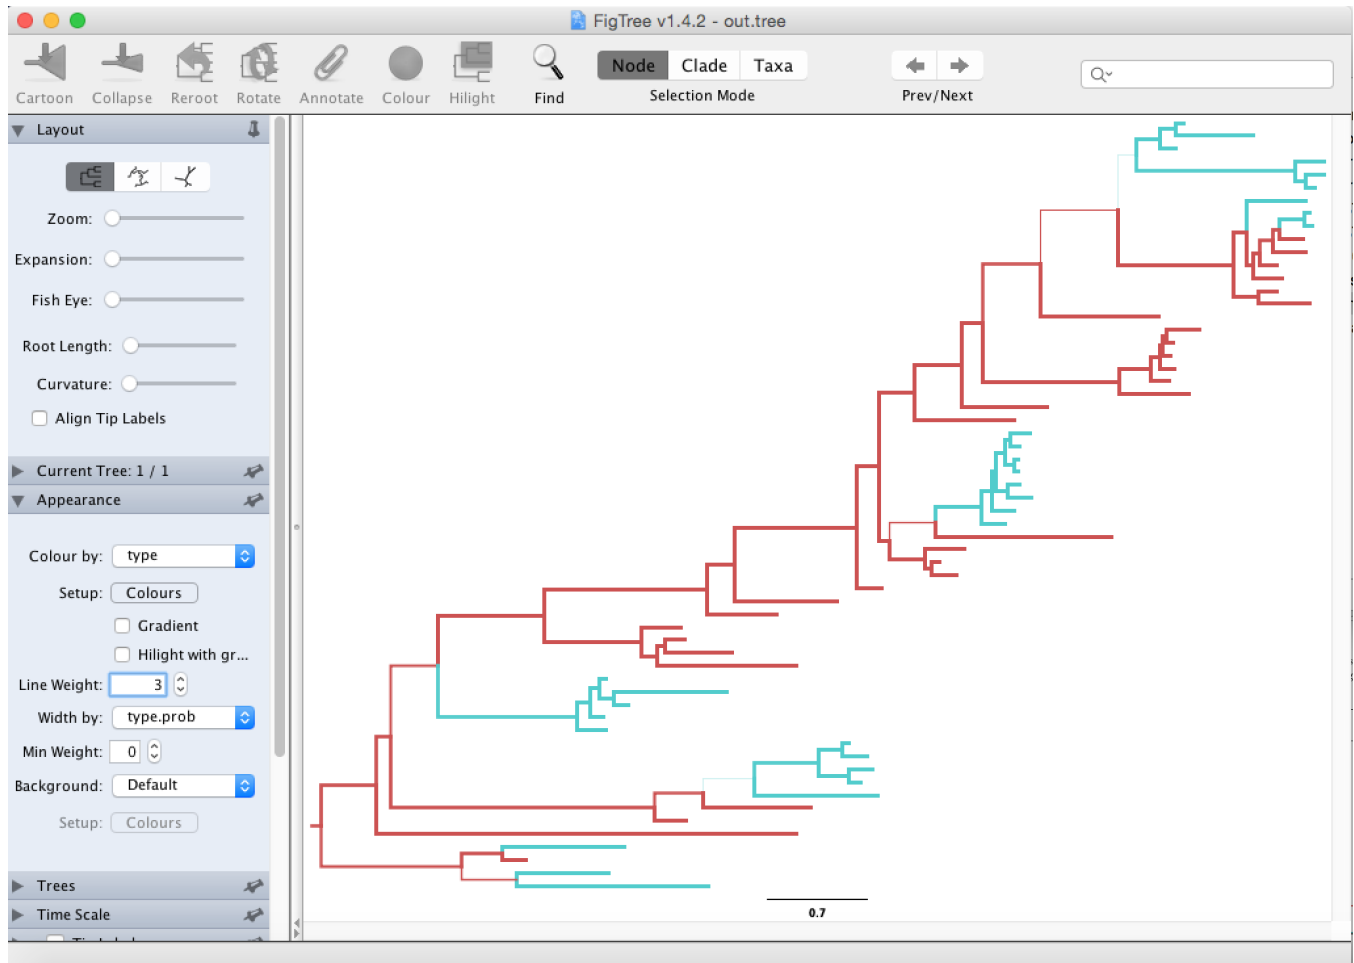 FigTree v1.4.2 - out.tree
Node Clade Taxa
Cartoon Collapse Reroot Rotate Annotate Colour Hilight Find Selection Mode Prev/Next
Layout
Zoom:
Expansion:
Fish Eye:
Root Length:
Curvature:
Align Tip Labels
Current Tree: 1 / 1
Appearance
Colour by: type
Setup: Colours
Gradient
Hilight with gr...
Line Weight: 3
Width by: type.prob
Min Weight: 0
Background: Default
Setup: Colours
Trees
Time Scale
0.7